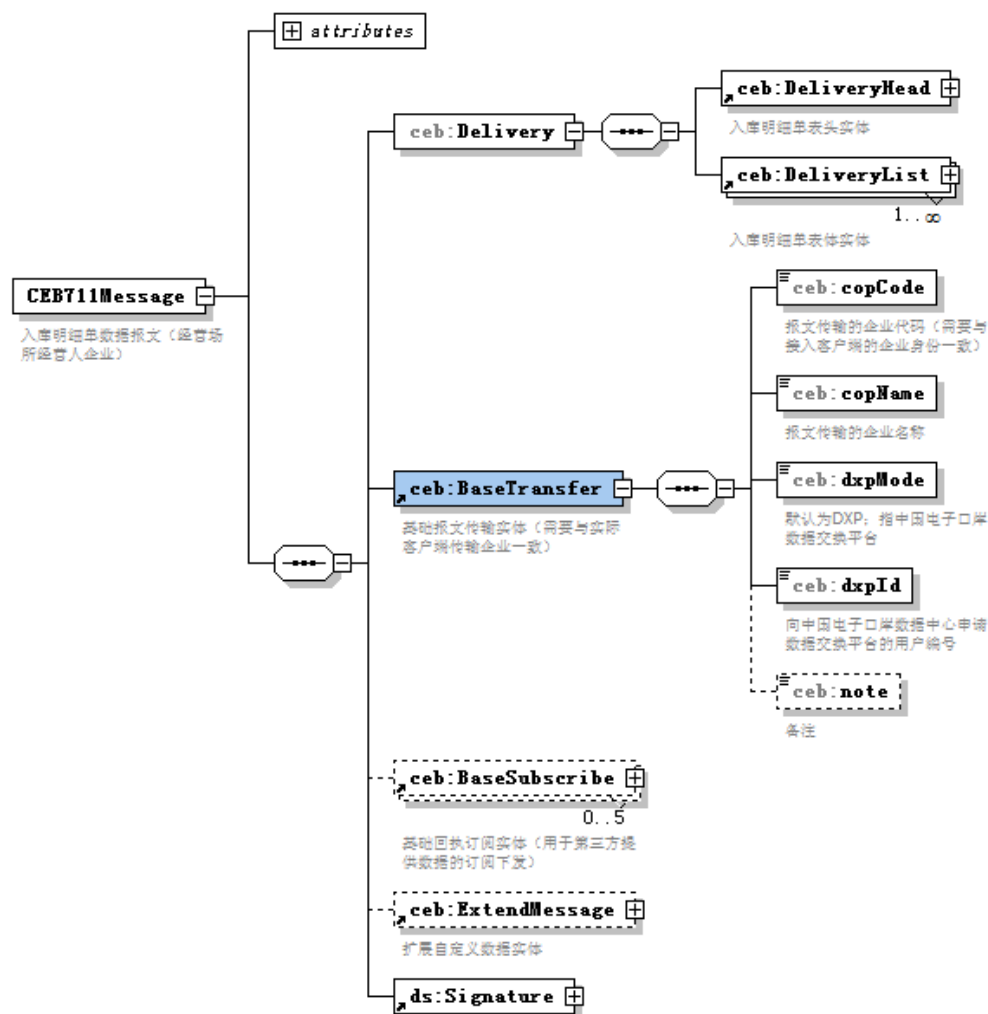 attributes
ceb:DeliveryHead
入库明细单表头实体
ceb:Delivery
ceb:DeliveryList
1..∞
入库明细单表体实体
CEB711Message
入库明细单数据报文（经营场
所经营人企业）
ceb:copCode
报文传输的企业代码（需要与
接入客户端的企业身份一致）
ceb:copName
报文传输的企业名称
ceb:BaseTransfer
基础报文传输实体（需要与实际
客户端传输企业一致）
ceb:dxpMode
默认为DXP；指中国电子口岸
数据交换平台
ceb:dxpId
向中国电子口岸数据中心申请
数据交换平台的用户编号
ceb:note
备注
ceb:BaseSubscribe
0..5
基础回执订阅实体（用于第三方提
供数据的订阅下发）
ceb:ExtendMessage
扩展自定义数据实体
ds:Signature